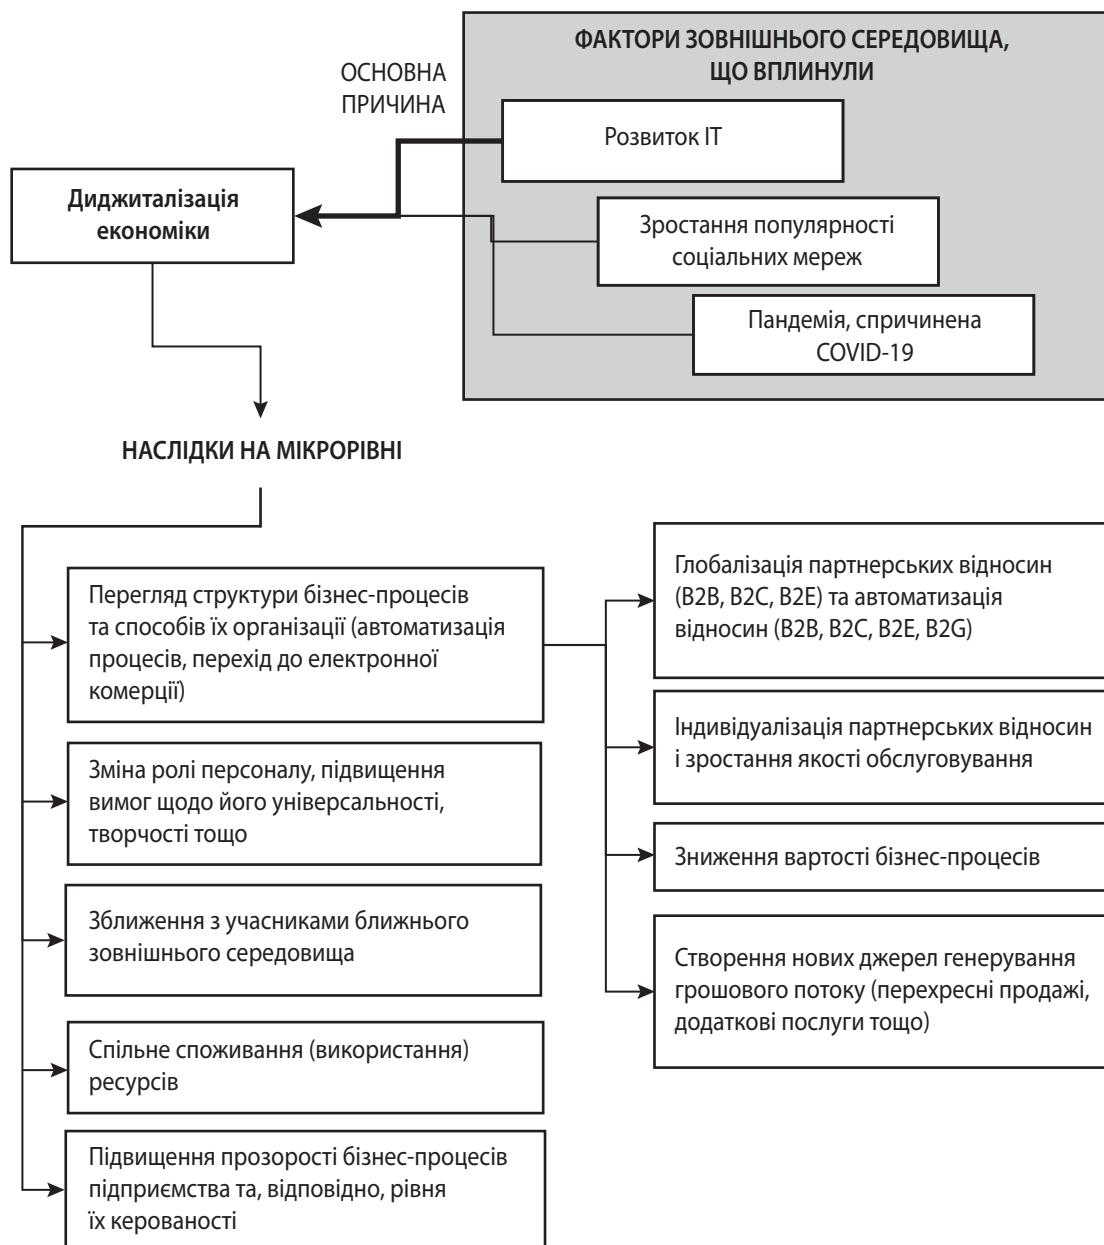 ФАКТОРИ ЗОВНІШНЬОГО СЕРЕДОВИЩА,
ЩО ВПЛИНУЛИ
ОСНОВНА
ПРИЧИНА
Розвиток ІТ
Диджиталізація
економіки
Зростання популярності
соціальних мереж
Пандемія, спричинена
COVID-19
НАСЛІДКИ НА МІКРОРІВНІ
Перегляд структури бізнес-процесів
та способів їх організації (автоматизація
процесів, перехід до електронної
комерції)
Зміна ролі персоналу, підвищення
вимог щодо його універсальності,
творчості тощо
Зближення з учасниками ближнього
зовнішнього середовища
Спільне споживання (використання)
ресурсів
Підвищення прозорості бізнес-процесів
підприємства та, відповідно, рівня
їх керованості
Глобалізація партнерських відносин
(B2B, B2C, B2E) та автоматизація
відносин (B2B, B2C, B2E, B2G)
Індивідуалізація партнерських відносин
і зростання якості обслуговування
Зниження вартості бізнес-процесів
Створення нових джерел генерування
грошового потоку (перехресні продажі,
додаткові послуги тощо)